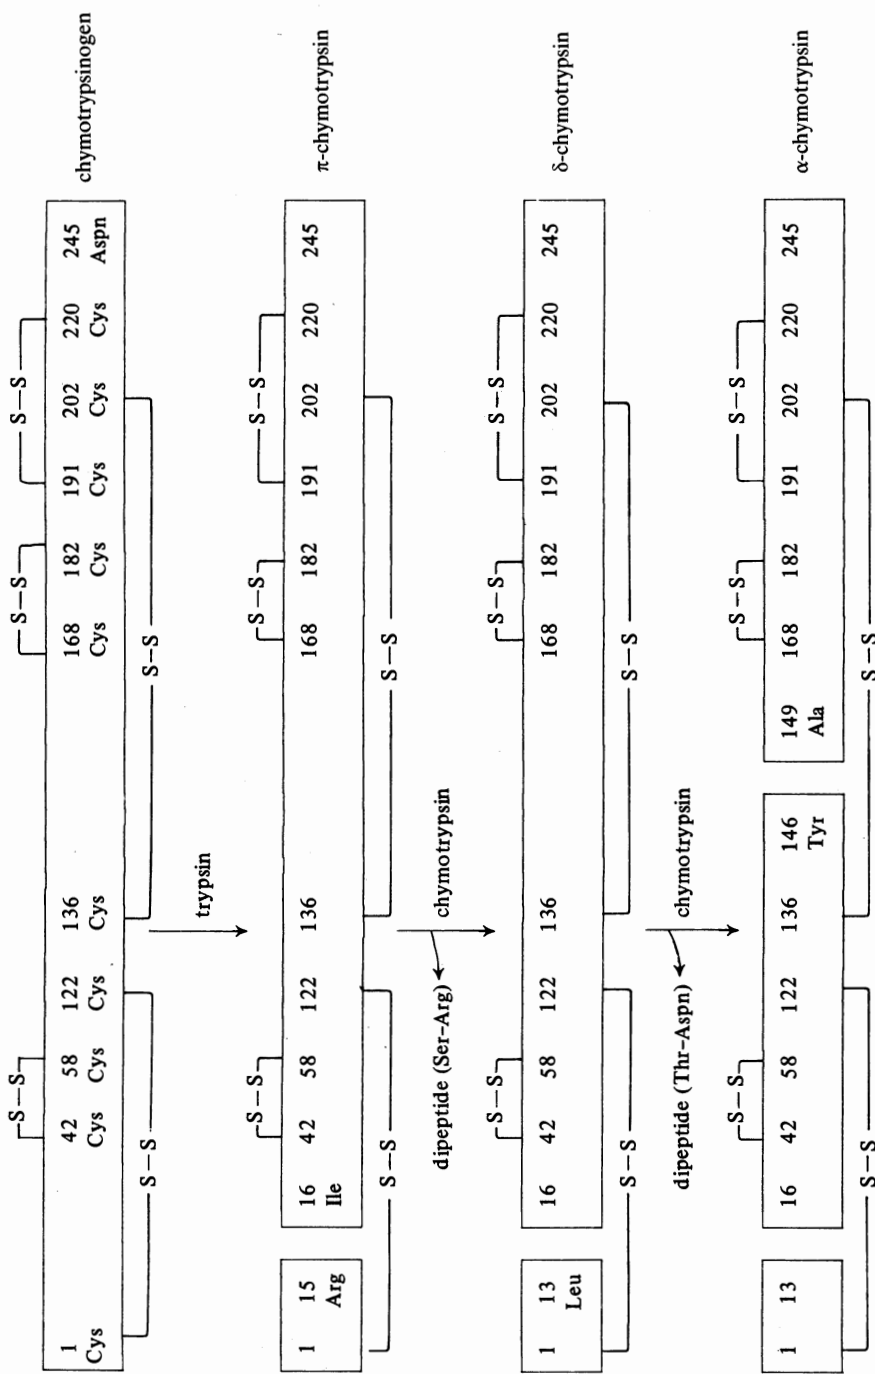 S—S S—S S—S
1 42 58 122 136 168 182 191 202 220 245 chymotrypsinogen
Cys Cys Cys Cys Cys Cys Cys Cys Cys Cys Aspn
S—S S—S
trypsin
S—S S—S S—S
1 15 16 42 58 122 136 168 182 191 202 220 245 π-chymotrypsin
Arg Ile
S—S S—S
dipeptide (Ser–Arg) chymotrypsin
S—S S—S S—S
1 13 16 42 58 122 136 168 182 191 202 220 245 δ-chymotrypsin
Leu
S—S S—S
dipeptide (Thr–Aspn) chymotrypsin
S—S S—S S—S
1 13 16 42 58 122 136 146 149 168 182 191 202 220 245 α-chymotrypsin
Tyr Ala
S—S S—S